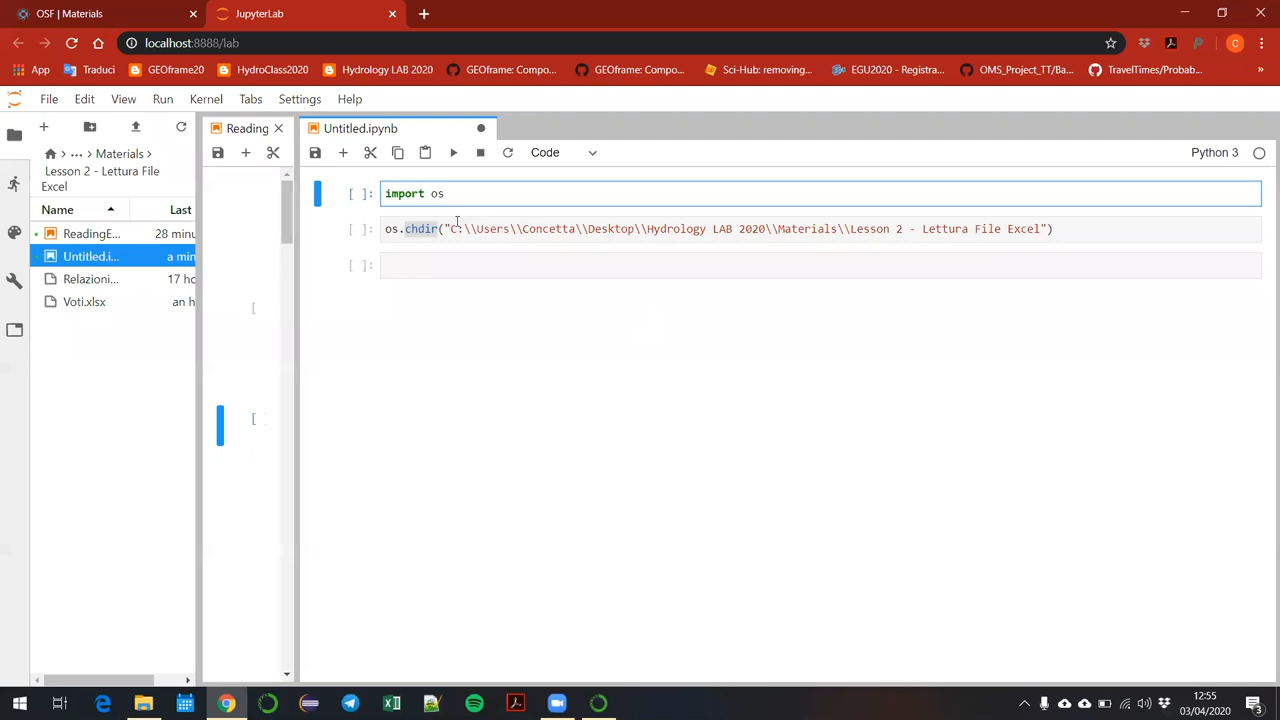 OSF | Materials
JupyterLab
localhost:8888/lab
App
Traduci
GEOframe20
HydroClass2020
Hydrology LAB 2020
GEOframe: Compo...
GEOframe: Compo...
Sci-Hub: removing...
EGU2020 - Registra...
OMS_Project_TT/Ba...
TravelTimes/Probab...
»
File Edit View Run Kernel Tabs Settings Help
Reading
Untitled.ipynb
Code
Python 3
Materials
Lesson 2 - Lettura File
Excel
Name Last
ReadingE... 28 minu
Untitled.i... a min
Relazioni... 17 ho
Voti.xlsx an h
[
[
[ ]: import os
[ ]: os.chdir("C:\\Users\\Concetta\\Desktop\\Hydrology LAB 2020\\Materials\\Lesson 2 - Lettura File Excel")
[ ]:
12:55
03/04/2020
3